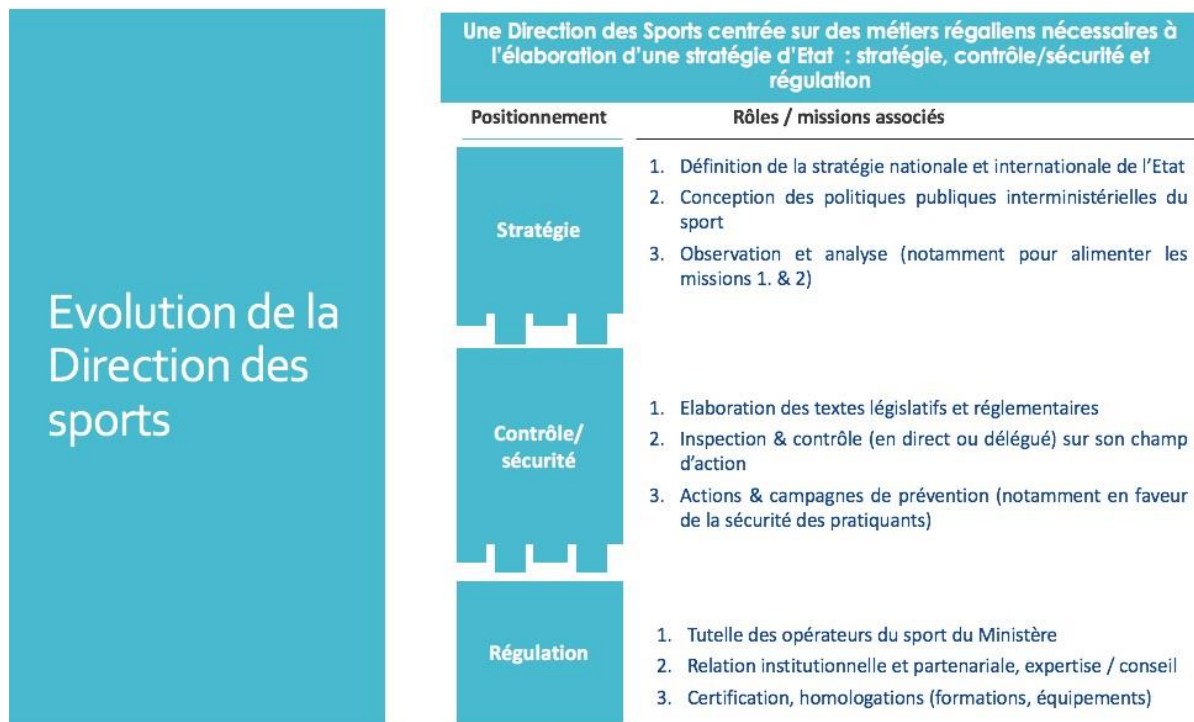 Evolution de la
Direction des
sports
Une Direction des Sports centrée sur des métiers régaliens nécessaires à
l'élaboration d'une stratégie d'Etat : stratégie, contrôle/sécurité et
régulation
Positionnement
Rôles / missions associés
Stratégie
1. Définition de la stratégie nationale et internationale de l'Etat
2. Conception des politiques publiques interministérielles du
sport
3. Observation et analyse (notamment pour alimenter les
missions 1. & 2)
Contrôle/
sécurité
1. Elaboration des textes législatifs et réglementaires
2. Inspection & contrôle (en direct ou délégué) sur son champ
d'action
3. Actions & campagnes de prévention (notamment en faveur
de la sécurité des pratiquants)
Régulation
1. Tutelle des opérateurs du sport du Ministère
2. Relation institutionnelle et partenariale, expertise / conseil
3. Certification, homologations (formations, équipements)